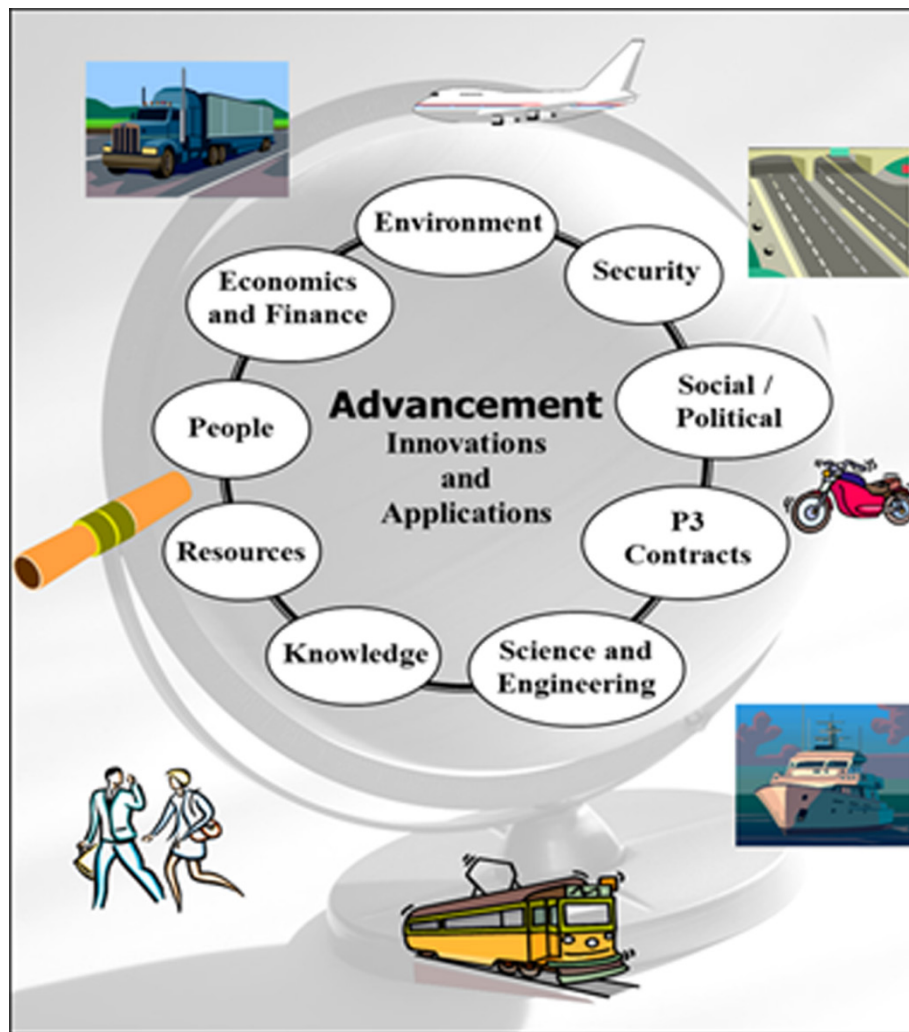 Environment
Security
Economics
and Finance
Social /
Political
Advancement
Innovations
and
Applications
People
P3
Contracts
Resources
Knowledge
Science and
Engineering